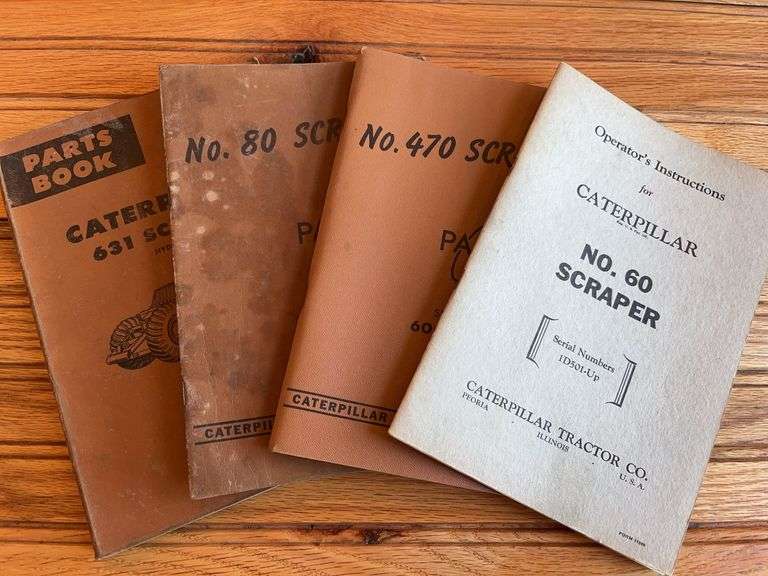 PARTS
BOOK
CATERP
631 SC
No. 80 SCR
PA
CATERPILLAR
No. 470 SCR
PA
60
CATERPILLAR
Operator's Instructions
for
CATERPILLAR
NO. 60
SCRAPER
Serial Numbers
1D501-Up
CATERPILLAR TRACTOR CO.
PEORIA ILLINOIS U. S. A.